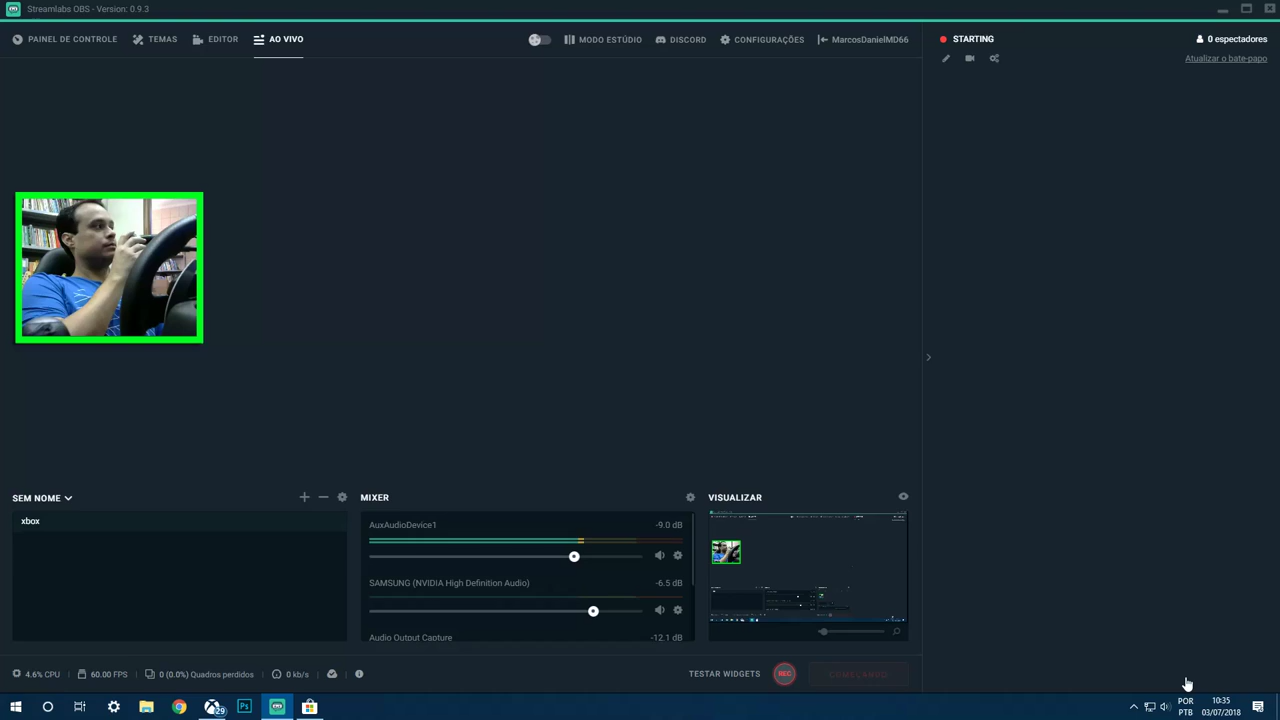 Streamlabs OBS - Version: 0.9.3
PAINEL DE CONTROLE
TEMAS
EDITOR
AO VIVO
MODO ESTÚDIO
DISCORD
CONFIGURAÇÕES
MarcosDanielMD66
STARTING
0 espectadores
Atualizar o bate-papo
SEM NOME
xbox
MIXER
AuxAudioDevice1
-9.0 dB
SAMSUNG (NVIDIA High Definition Audio)
-6.5 dB
Audio Output Capture
-12.1 dB
VISUALIZAR
4.6% CPU
60.00 FPS
0 (0.0%) Quadros perdidos
0 kb/s
TESTAR WIDGETS
REC
COMEÇANDO
29
Ps
POR
PTB
10:35
03/07/2018